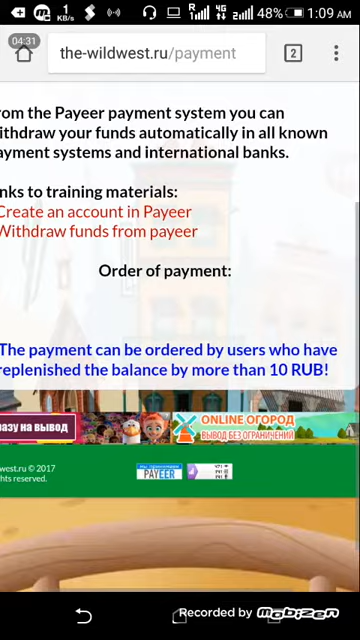 1
KB/s
R
4G
48%
1:09 AM
04:31
the-wildwest.ru/payment
2
rom the Payeer payment system you can
ithdraw your funds automatically in all known
ayment systems and international banks.
nks to training materials:
Create an account in Payeer
Withdraw funds from payeer
Order of payment:
The payment can be ordered by users who have
replenished the balance by more than 10 RUB!
разу на вывод
ONLINE ОГОРОД
ВЫВОД БЕЗ ОГРАНИЧЕНИЙ
west.ru © 2017
hts reserved.
PAYEER
Recorded by mobizen